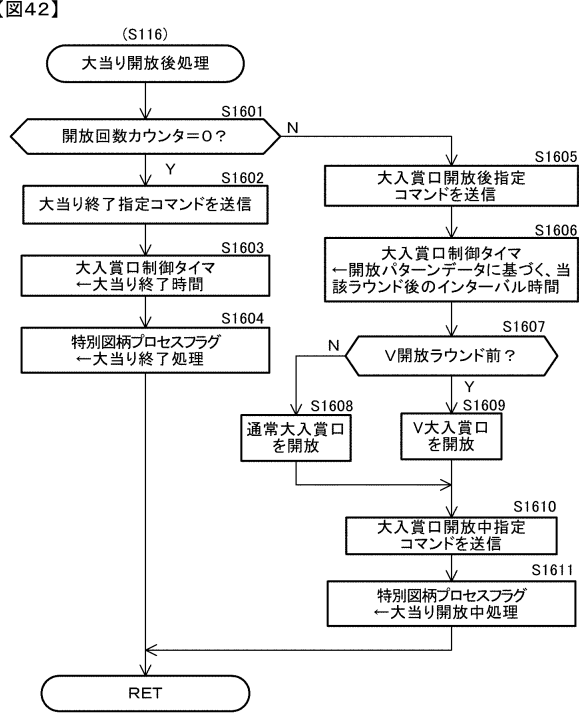 【図42】
(S116)
大当り開放後処理
S1601
開放回数カウンタ=0?
N
Y
S1602
大当り終了指定コマンドを送信
S1603
大入賞口制御タイマ
←大当り終了時間
S1604
特別図柄プロセスフラグ
←大当り終了処理
S1605
大入賞口開放後指定
コマンドを送信
S1606
大入賞口制御タイマ
←開放パターンデータに基づく、当
該ラウンド後のインターバル時間
S1607
V開放ラウンド前?
N
Y
S1608
通常大入賞口
を開放
S1609
V大入賞口
を開放
S1610
大入賞口開放中指定
コマンドを送信
S1611
特別図柄プロセスフラグ
←大当り開放中処理
RET